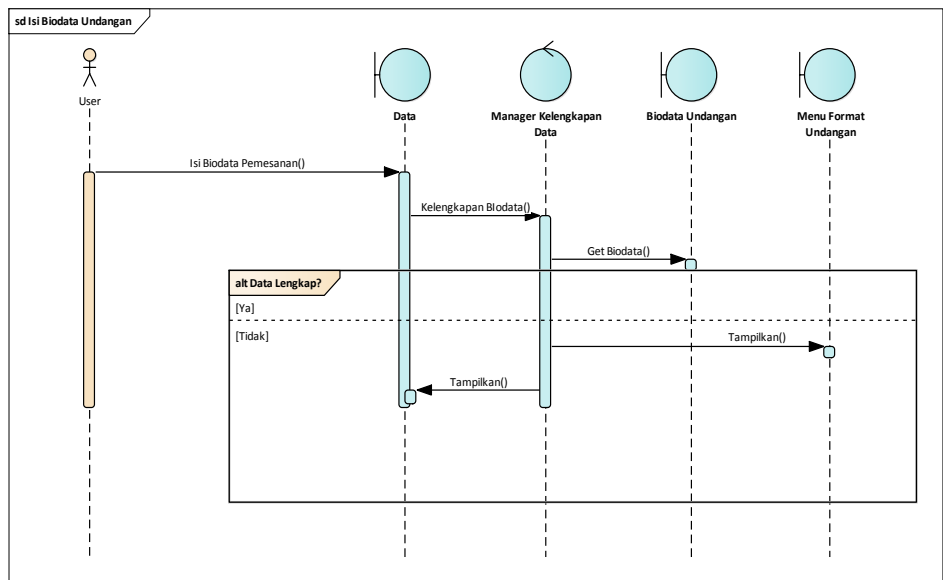 sd Isi Biodata Undangan
User
Data
Manager Kelengkapan
Data
Biodata Undangan
Menu Format
Undangan
Isi Biodata Pemesanan()
Kelengkapan BIodata()
Get Biodata()
alt Data Lengkap?
[Ya]
[Tidak]
Tampilkan()
Tampilkan()